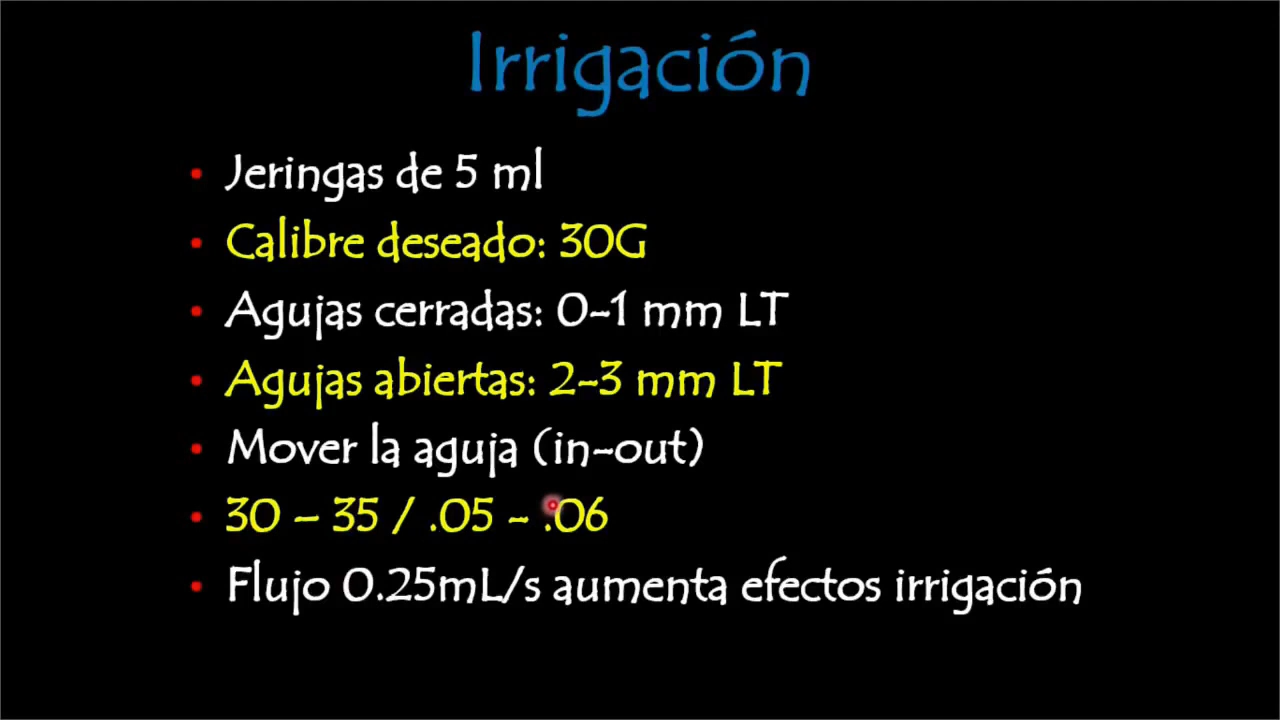 Irrigación
• Jeringas de 5 ml
• Calibre deseado: 30G
• Agujas cerradas: 0-1 mm LT
• Agujas abiertas: 2-3 mm LT
• Mover la aguja (in-out)
• 30 – 35 / .05 - .06
• Flujo 0.25mL/s aumenta efectos irrigación